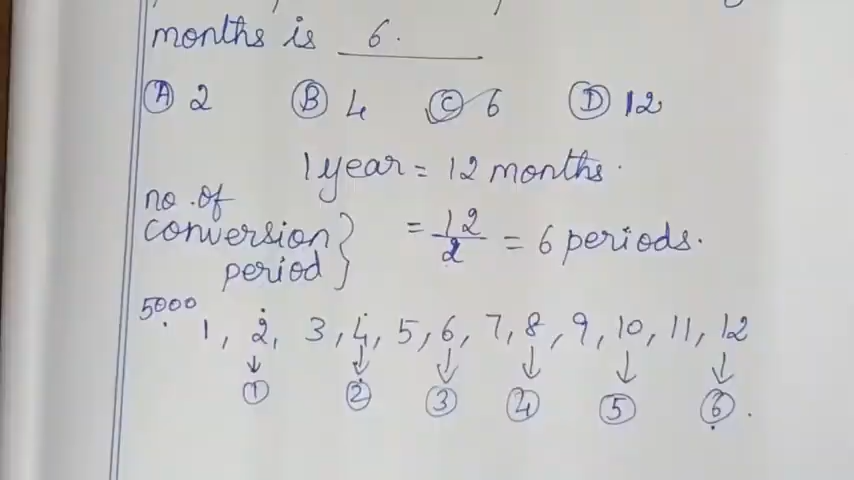 months is 6.
(A) 2 (B) 4 (C) 6 (D) 12
1 year = 12 months.
no. of
conversion
period } = 12/2 = 6 periods.
5000
1, 2, 3, 4, 5, 6, 7, 8, 9, 10, 11, 12
↓ ↓ ↓ ↓ ↓ ↓
① ② ③ ④ ⑤ ⑥.